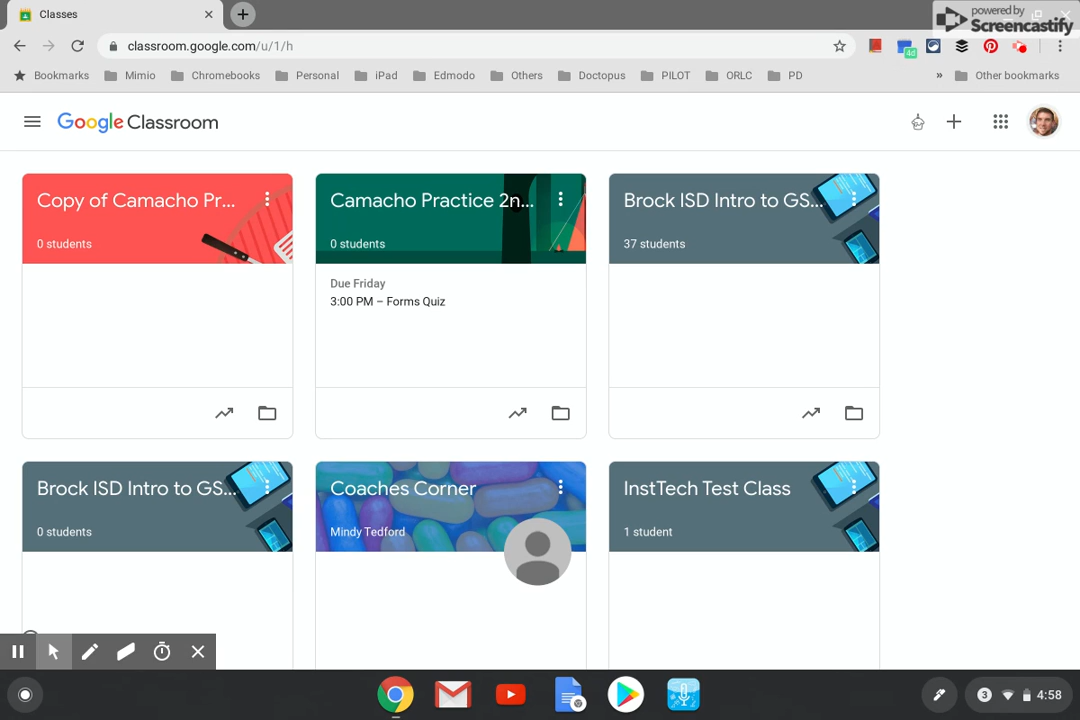 Classes
powered by
Screencastify
classroom.google.com/u/1/h
4d
Bookmarks Mimio Chromebooks Personal iPad Edmodo Others Doctopus PILOT ORLC PD » Other bookmarks
Google Classroom
Copy of Camacho Pr...
0 students
Camacho Practice 2n...
0 students
Due Friday
3:00 PM – Forms Quiz
Brock ISD Intro to GS...
37 students
Brock ISD Intro to GS...
0 students
Coaches Corner
Mindy Tedford
InstTech Test Class
1 student
3 4:58